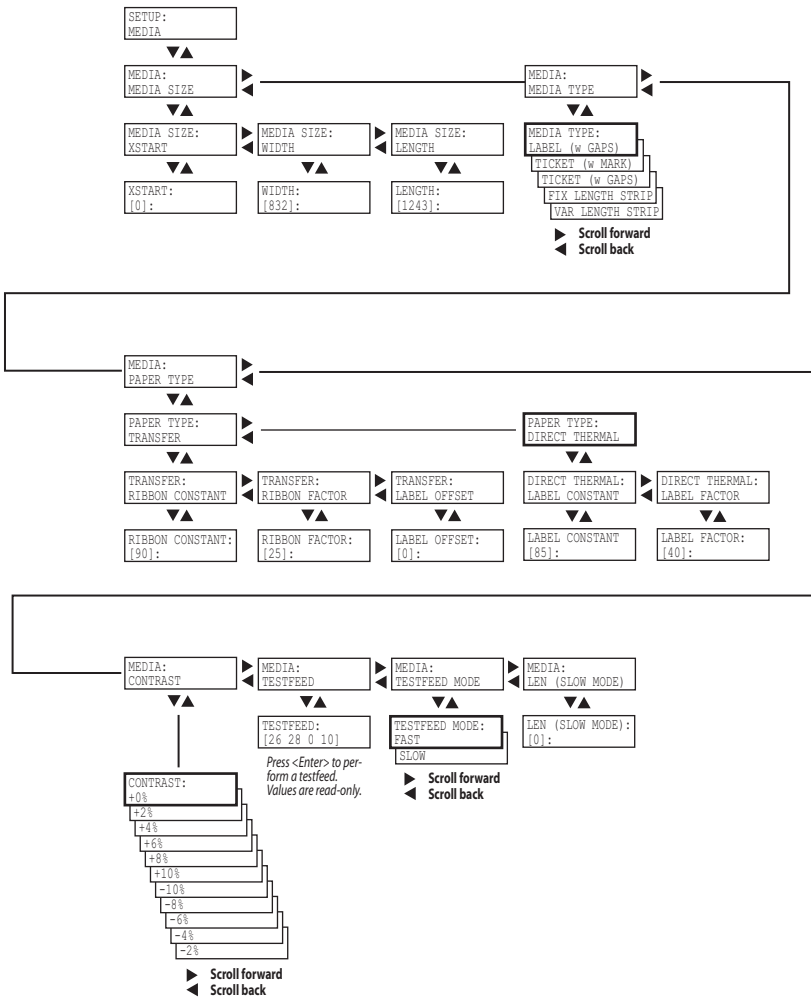 SETUP:
MEDIA
MEDIA:
MEDIA SIZE
MEDIA:
MEDIA TYPE
MEDIA SIZE:
XSTART
MEDIA SIZE:
WIDTH
MEDIA SIZE:
LENGTH
MEDIA TYPE:
LABEL (w GAPS)
TICKET (w MARK)
TICKET (w GAPS)
FIX LENGTH STRIP
VAR LENGTH STRIP
XSTART:
[0]:
WIDTH:
[832]:
LENGTH:
[1243]:
Scroll forward
Scroll back
MEDIA:
PAPER TYPE
PAPER TYPE:
TRANSFER
PAPER TYPE:
DIRECT THERMAL
TRANSFER:
RIBBON CONSTANT
TRANSFER:
RIBBON FACTOR
TRANSFER:
LABEL OFFSET
DIRECT THERMAL:
LABEL CONSTANT
DIRECT THERMAL:
LABEL FACTOR
RIBBON CONSTANT:
[90]:
RIBBON FACTOR:
[25]:
LABEL OFFSET:
[0]:
LABEL CONSTANT
[85]:
LABEL FACTOR:
[40]:
MEDIA:
CONTRAST
MEDIA:
TESTFEED
MEDIA:
TESTFEED MODE
MEDIA:
LEN (SLOW MODE)
TESTFEED:
[26 28 0 10]
Press <Enter> to per-
form a testfeed.
Values are read-only.
TESTFEED MODE:
FAST
SLOW
Scroll forward
Scroll back
LEN (SLOW MODE):
[0]:
CONTRAST:
+0%
+2%
+4%
+6%
+8%
+10%
-10%
-8%
-6%
-4%
-2%
Scroll forward
Scroll back